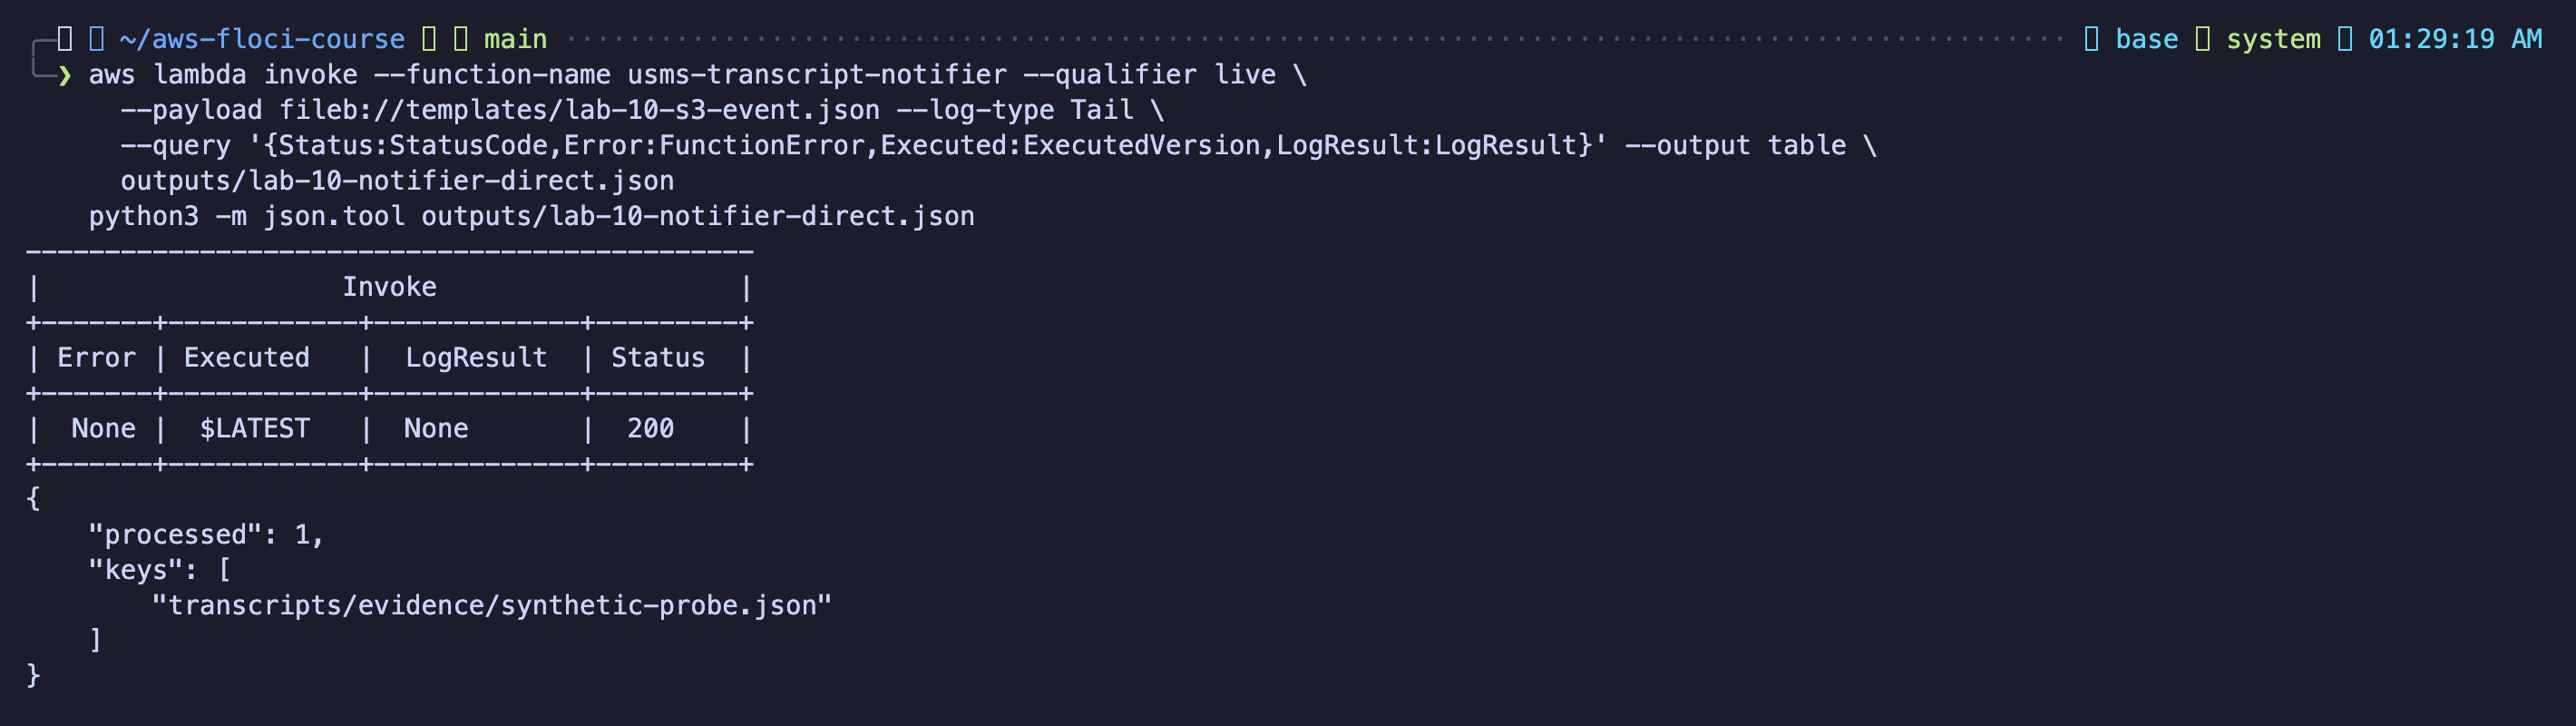 ~/aws-floci-course main base system 01:29:19 AM
❯ aws lambda invoke --function-name usms-transcript-notifier --qualifier live \
--payload fileb://templates/lab-10-s3-event.json --log-type Tail \
--query '{Status:StatusCode,Error:FunctionError,Executed:ExecutedVersion,LogResult:LogResult}' --output table \
outputs/lab-10-notifier-direct.json
python3 -m json.tool outputs/lab-10-notifier-direct.json
----------------------------------------------
|                   Invoke                   |
+-------+------------+-------------+---------+
| Error | Executed   |  LogResult  | Status  |
+-------+------------+-------------+---------+
|  None |  $LATEST   |  None       |  200    |
+-------+------------+-------------+---------+
{
    "processed": 1,
    "keys": [
        "transcripts/evidence/synthetic-probe.json"
    ]
}